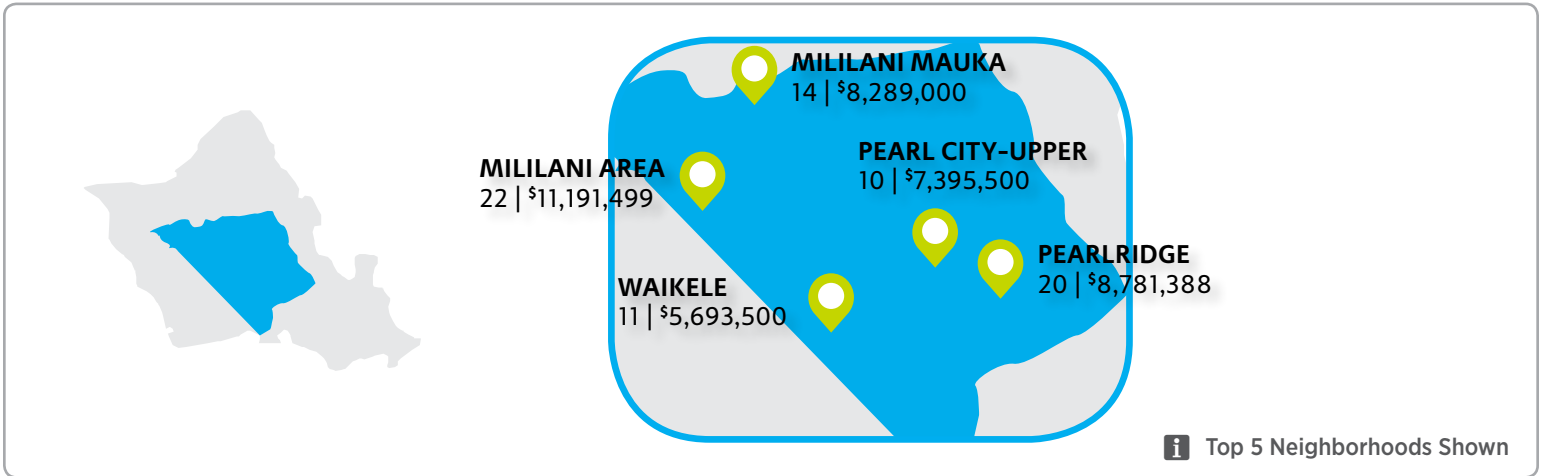 MILILANI MAUKA
14 | $8,289,000
PEARL CITY-UPPER
10 | $7,395,500
MILILANI AREA
22 | $11,191,499
PEARLRIDGE
20 | $8,781,388
WAIKELE
11 | $5,693,500
i Top 5 Neighborhoods Shown